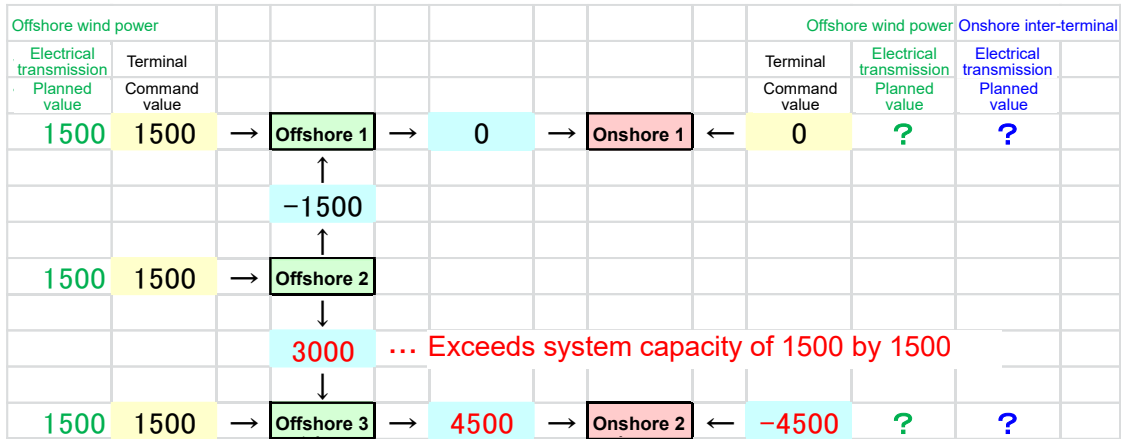 Offshore wind power Offshore wind power Onshore inter-terminal
Electrical transmission Terminal Terminal Electrical transmission Electrical transmission
Planned value Command value Command value Planned value Planned value
1500 1500 → Offshore 1 → 0 → Onshore 1 ← 0 ? ?
↑
-1500
↑
1500 1500 → Offshore 2
↓
3000 ... Exceeds system capacity of 1500 by 1500
↓
1500 1500 → Offshore 3 → 4500 → Onshore 2 ← -4500 ? ?